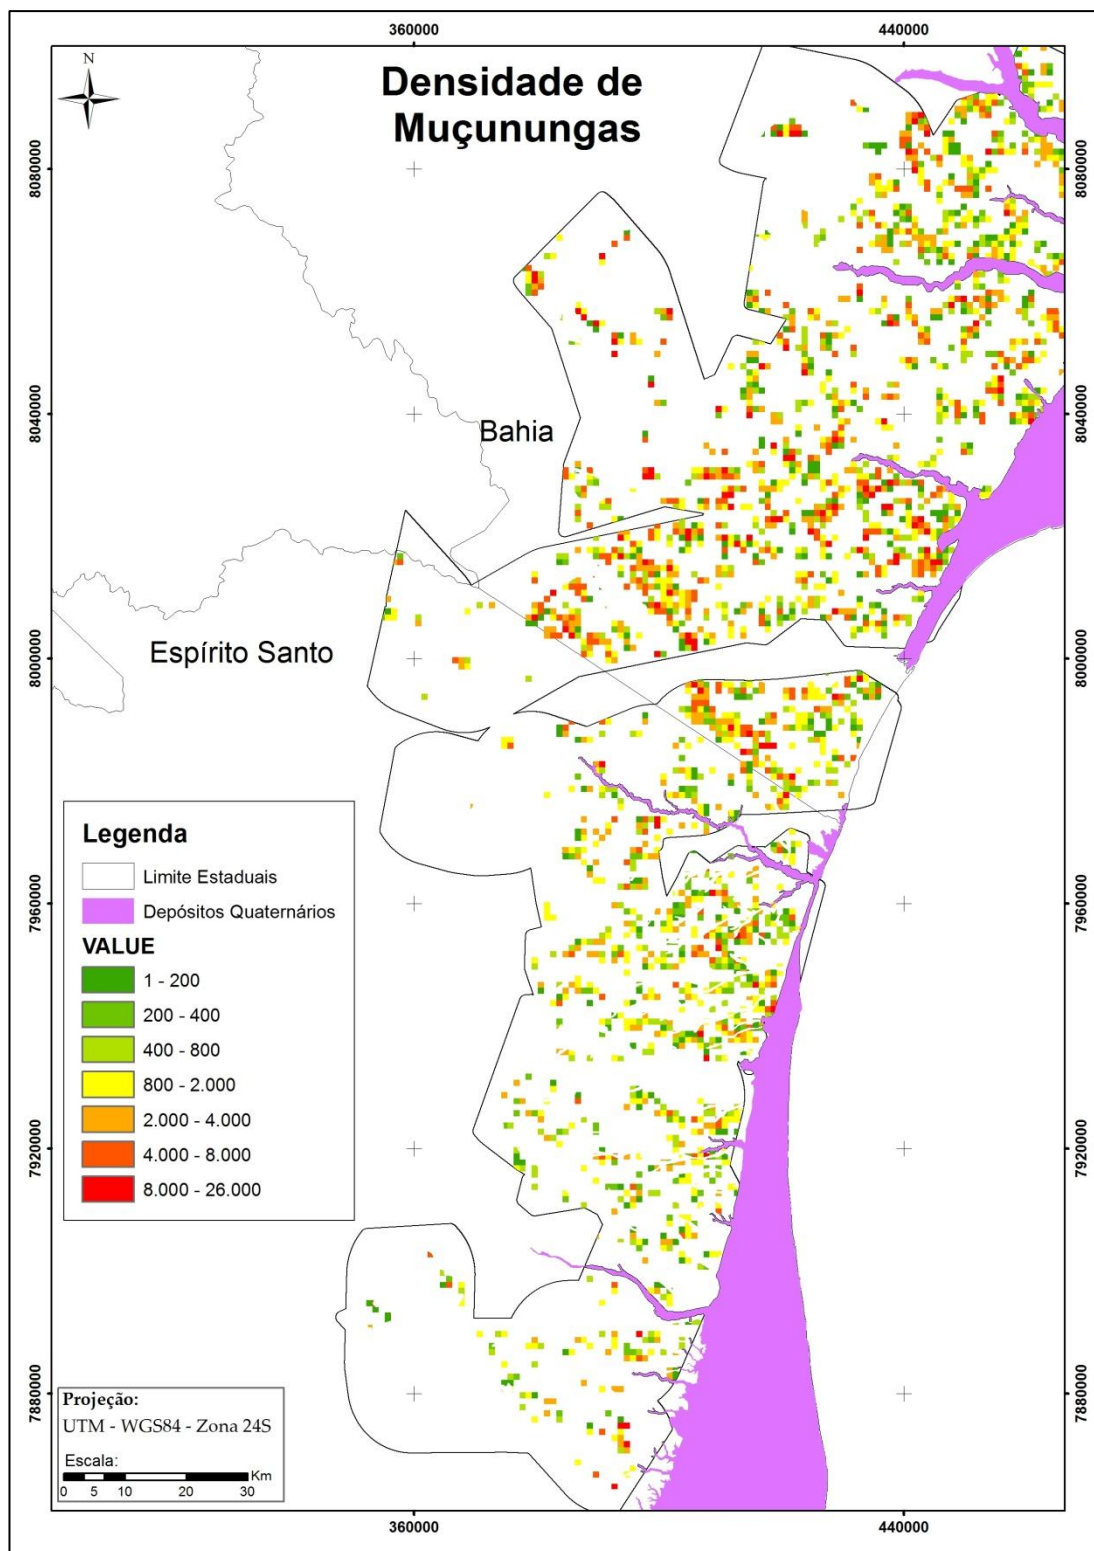 360000
440000
N
Densidade de
Muçunungas
8080000
8080000
Bahia
8040000
8040000
Espírito Santo
8000000
8000000
Legenda
Limite Estaduais
Depósitos Quaternários
VALUE
1 - 200
200 - 400
400 - 800
800 - 2.000
2.000 - 4.000
4.000 - 8.000
8.000 - 26.000
7960000
7960000
7920000
7920000
7880000
7880000
Projeção:
UTM - WGS84 - Zona 24S
Escala:
Km
0 5 10 20 30
360000
440000